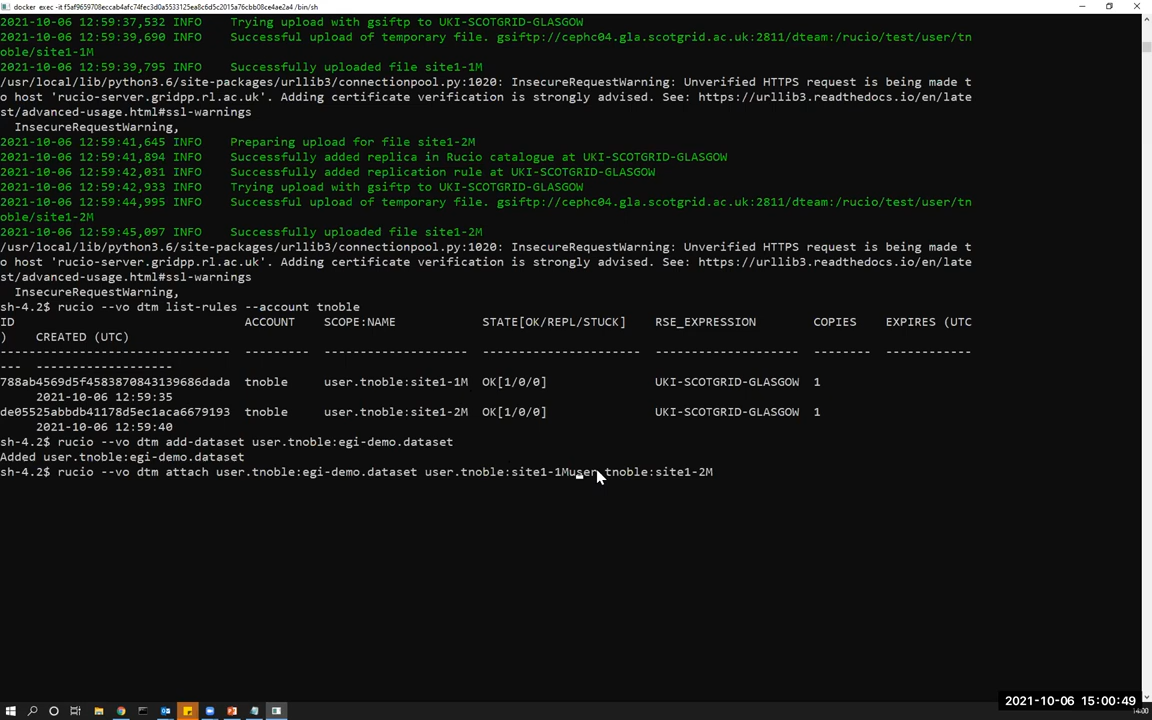 docker exec -it f5af9659708eccab4afc74fec3533125ea8c6d5c2015a76cbb08ce4ae2a4 /bin/sh
2021-10-06 12:59:37,532 INFO    Trying upload with gsiftp to UKI-SCOTGRID-GLASGOW
2021-10-06 12:59:39,690 INFO    Successful upload of temporary file. gsiftp://cephc04.gla.scotgrid.ac.uk:2811/dteam:/rucio/test/user/tn
oble/site1-1M
2021-10-06 12:59:39,795 INFO    Successfully uploaded file site1-1M
/usr/local/lib/python3.6/site-packages/urllib3/connectionpool.py:1020: InsecureRequestWarning: Unverified HTTPS request is being made t
o host 'rucio-server.gridpp.rl.ac.uk'. Adding certificate verification is strongly advised. See: https://urllib3.readthedocs.io/en/late
st/advanced-usage.html#ssl-warnings
  InsecureRequestWarning,
2021-10-06 12:59:41,645 INFO    Preparing upload for file site1-2M
2021-10-06 12:59:41,894 INFO    Successfully added replica in Rucio catalogue at UKI-SCOTGRID-GLASGOW
2021-10-06 12:59:42,031 INFO    Successfully added replication rule at UKI-SCOTGRID-GLASGOW
2021-10-06 12:59:42,933 INFO    Trying upload with gsiftp to UKI-SCOTGRID-GLASGOW
2021-10-06 12:59:44,995 INFO    Successful upload of temporary file. gsiftp://cephc04.gla.scotgrid.ac.uk:2811/dteam:/rucio/test/user/tn
oble/site1-2M
2021-10-06 12:59:45,097 INFO    Successfully uploaded file site1-2M
/usr/local/lib/python3.6/site-packages/urllib3/connectionpool.py:1020: InsecureRequestWarning: Unverified HTTPS request is being made t
o host 'rucio-server.gridpp.rl.ac.uk'. Adding certificate verification is strongly advised. See: https://urllib3.readthedocs.io/en/late
st/advanced-usage.html#ssl-warnings
  InsecureRequestWarning,
sh-4.2$ rucio --vo dtm list-rules --account tnoble
ID                                ACCOUNT    SCOPE:NAME            STATE[OK/REPL/STUCK]    RSE_EXPRESSION        COPIES    EXPIRES (UTC
)    CREATED (UTC)
--------------------------------  ---------  --------------------  ----------------------  --------------------  --------  ------------
---  -------------------
788ab4569d5f4583870843139686dada  tnoble     user.tnoble:site1-1M  OK[1/0/0]               UKI-SCOTGRID-GLASGOW  1
     2021-10-06 12:59:35
de05525abbdb41178d5ec1aca6679193  tnoble     user.tnoble:site1-2M  OK[1/0/0]               UKI-SCOTGRID-GLASGOW  1
     2021-10-06 12:59:40
sh-4.2$ rucio --vo dtm add-dataset user.tnoble:egi-demo.dataset
Added user.tnoble:egi-demo.dataset
sh-4.2$ rucio --vo dtm attach user.tnoble:egi-demo.dataset user.tnoble:site1-1Muser.tnoble:site1-2M
2021-10-06 15:00:49
14:00